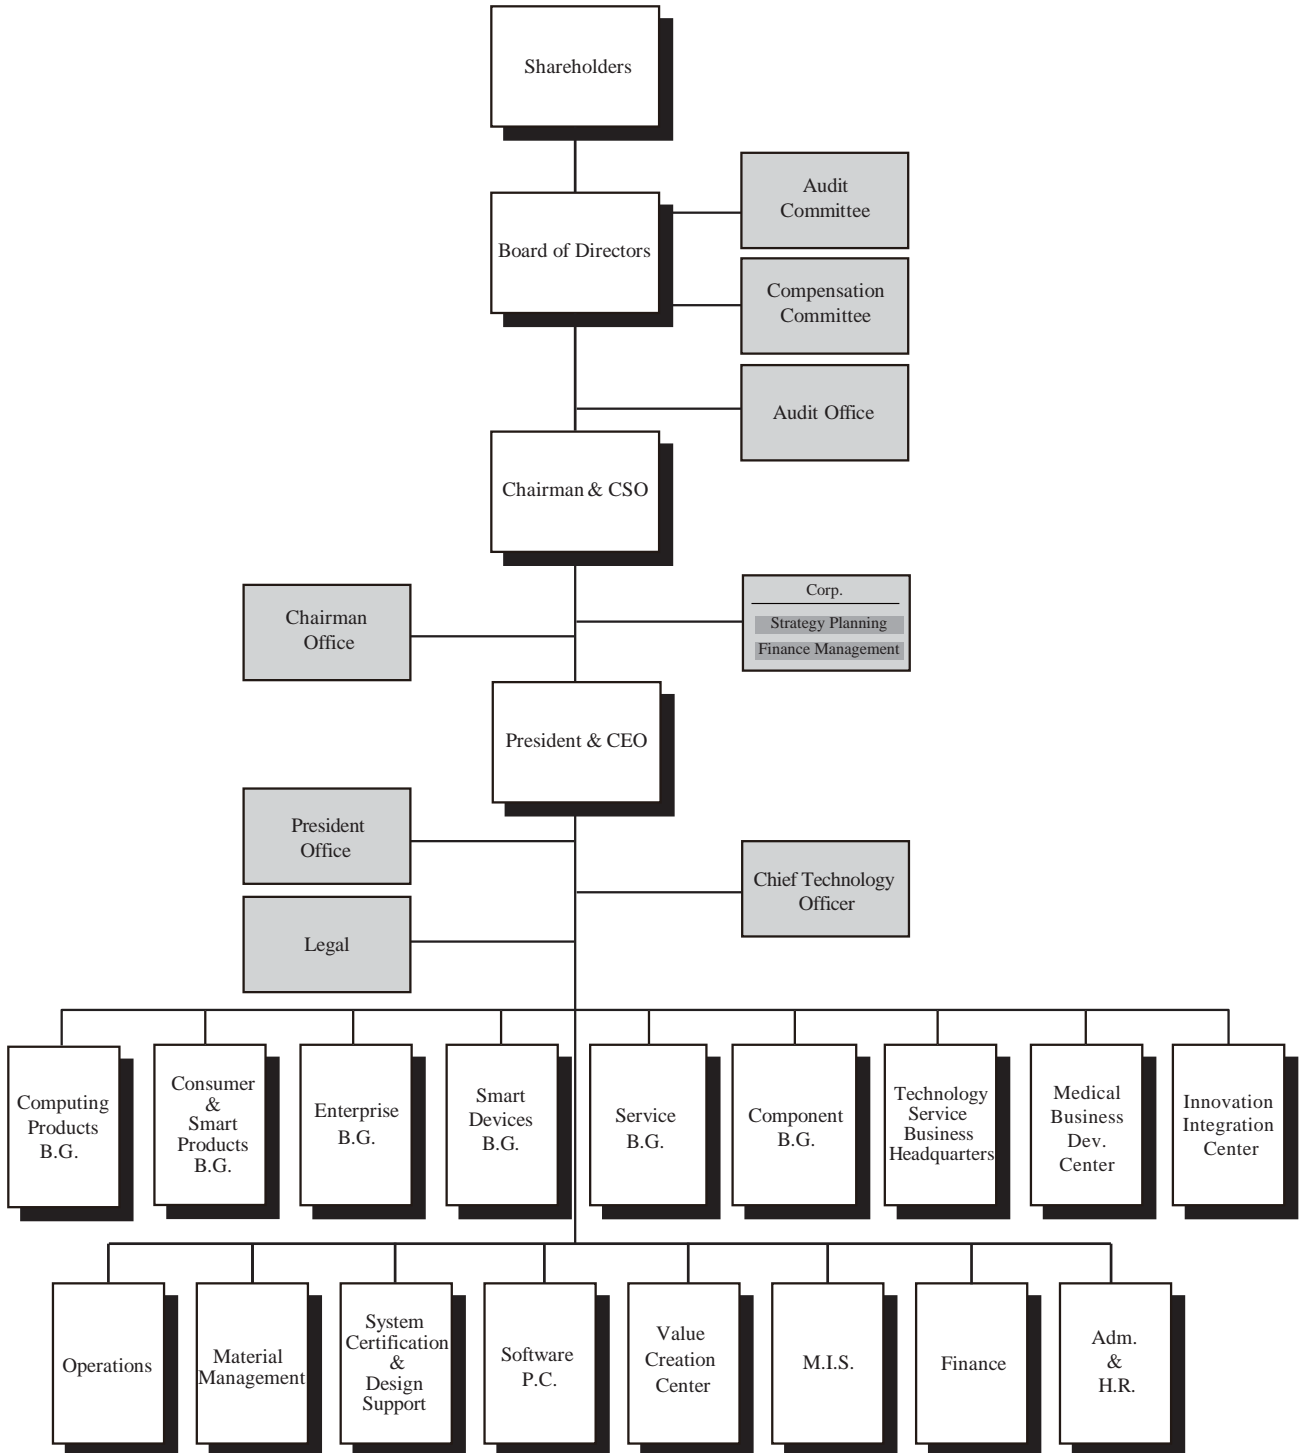 Shareholders
Audit
Committee
Board of Directors
Compensation
Committee
Audit Office
Chairman & CSO
Corp.
Strategy Planning
Finance Management
Chairman
Office
President & CEO
President
Office
Chief Technology
Officer
Legal
Computing
Products
B.G.
Consumer
&
Smart
Products
B.G.
Enterprise
B.G.
Smart
Devices
B.G.
Service
B.G.
Component
B.G.
Technology
Service
Business
Headquarters
Medical
Business
Dev.
Center
Innovation
Integration
Center
Operations
Material
Management
System
Certification
&
Design
Support
Software
P.C.
Value
Creation
Center
M.I.S.
Finance
Adm.
&
H.R.